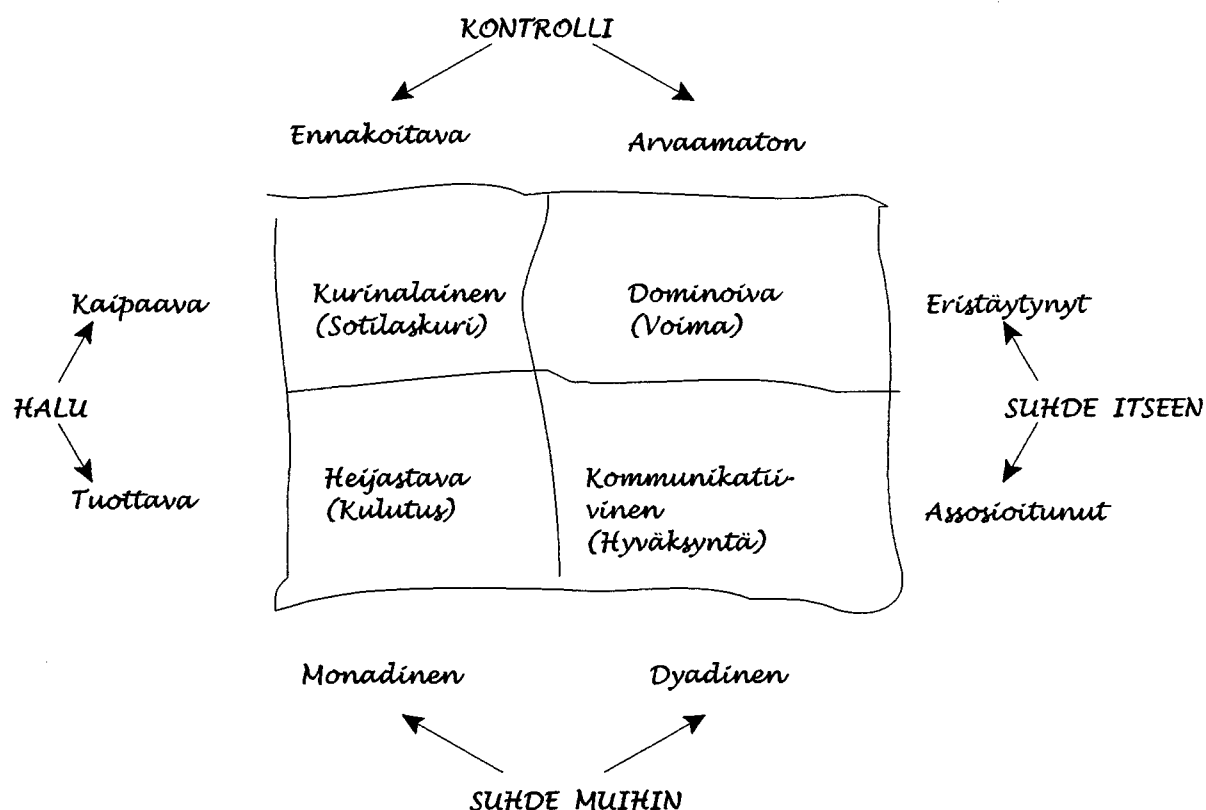 KONTROLLI
Ennakoitava
Arvaamaton
Kaipaava
Kurinalainen
(Sotilaskuri)
Dominoiva
(Voima)
Eristäytynyt
HALU
SUHDE ITSEEN
Tuottava
Heijastava
(Kulutus)
Kommunikatii-
vinen
(Hyväksyntä)
Assosioitunut
Monadinen
Dyadinen
SUHDE MUIHIN